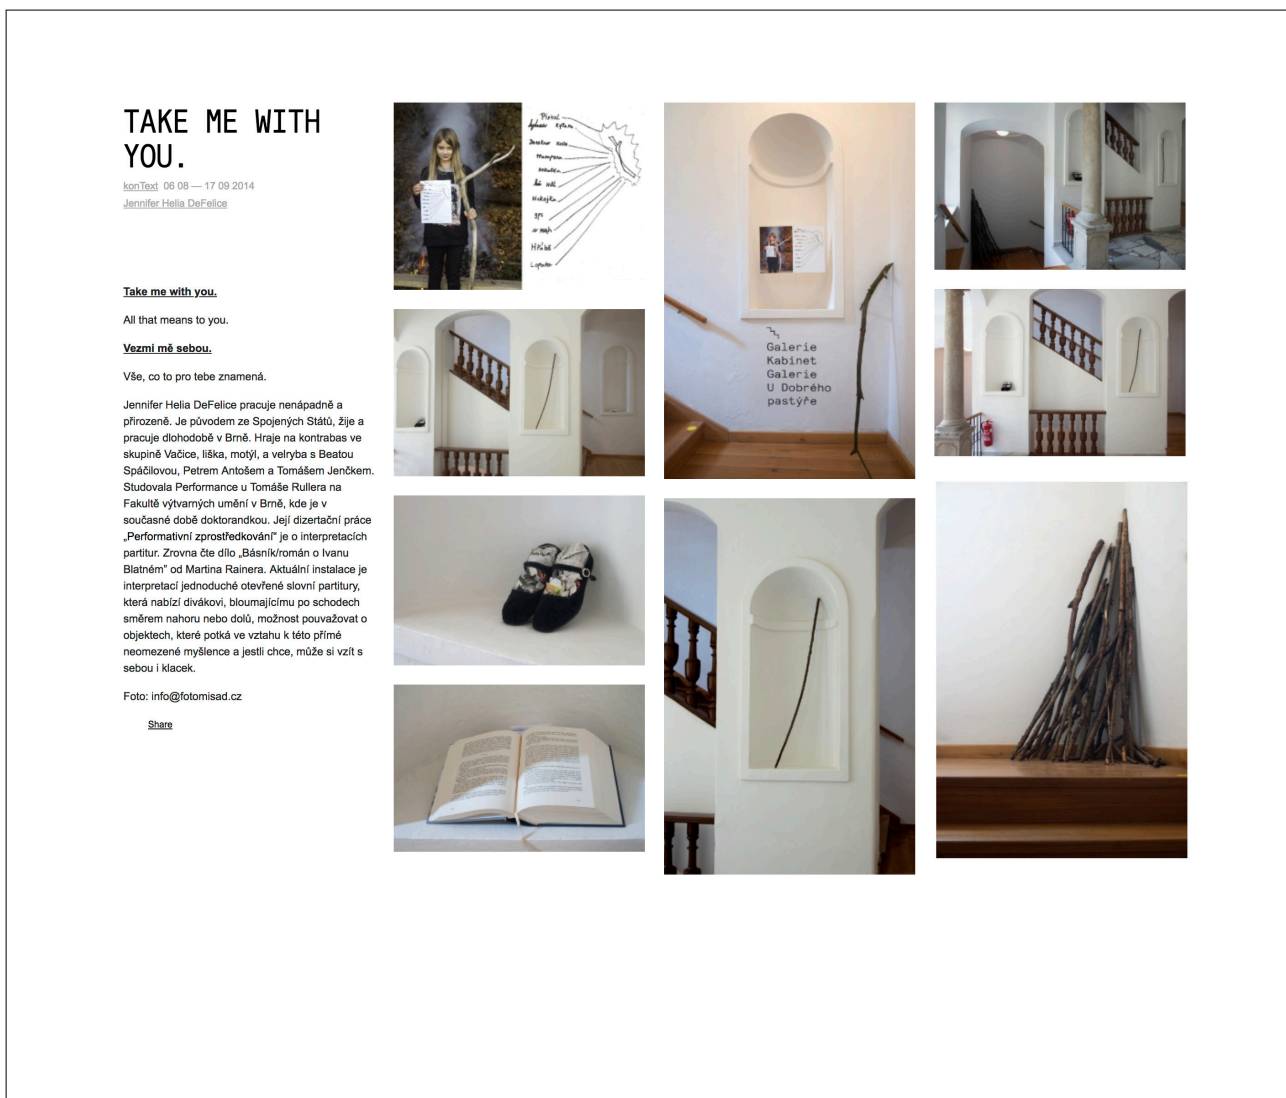 TAKE ME WITH
YOU.
konText 06 08 — 17 09 2014
Jennifer Helia DeFelice
Take me with you.
All that means to you.
Vezmi mě sebou.
Vše, co to pro tebe znamená.
Jennifer Helia DeFelice pracuje nenápadně a
přirozeně. Je původem ze Spojených Států, žije a
pracuje dlohodobě v Brně. Hraje na kontrabas ve
skupině Vačice, liška, motýl, a velryba s Beatou
Spáčilovou, Petrem Antošem a Tomášem Jenčkem.
Studovala Performance u Tomáše Rullera na
Fakultě výtvarných umění v Brně, kde je v
současné době doktorandkou. Její dizertační práce
„Performativní zprostředkování“ je o interpretacích
partitur. Zrovna čte dílo „Básník/román o Ivanu
Blatném” od Martina Rainera. Aktuální instalace je
interpretací jednoduché otevřené slovní partitury,
která nabízí divákovi, bloumajícímu po schodech
směrem nahoru nebo dolů, možnost pouvažovat o
objektech, které potká ve vztahu k této přímé
neomezené myšlence a jestli chce, může si vzít s
sebou i klacek.
Foto: info@fotomisad.cz
Share
gps
Hrábě
Lopata
Galerie
Kabinet
Galerie
U Dobrého
pastýře